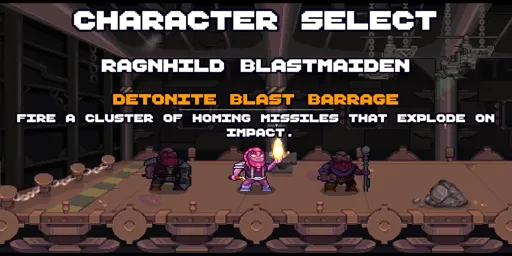 CHARACTER SELECT
RAGNHILD BLASTMAIDEN
DETONITE BLAST BARRAGE
FIRE A CLUSTER OF HOMING MISSILES THAT EXPLODE ON
IMPACT.